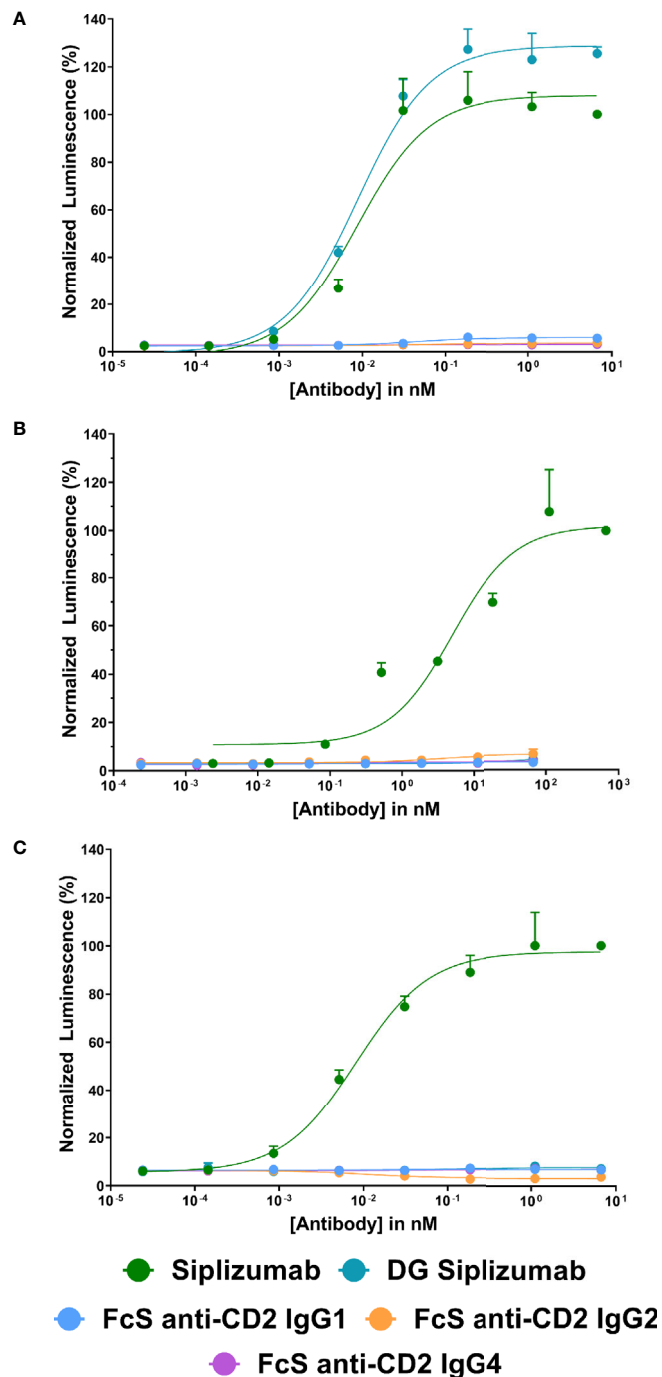 A
Normalized Luminescence (%)
140
120
100
80
60
40
20
0
10-5 10-4 10-3 10-2 10-1 100 101
[Antibody] in nM
B
Normalized Luminescence (%)
140
120
100
80
60
40
20
0
10-4 10-3 10-2 10-1 100 101 102 103
[Antibody] in nM
C
Normalized Luminescence (%)
140
120
100
80
60
40
20
0
10-5 10-4 10-3 10-2 10-1 100 101
[Antibody] in nM
Siplizumab DG Siplizumab
FcS anti-CD2 IgG1 FcS anti-CD2 IgG2
FcS anti-CD2 IgG4